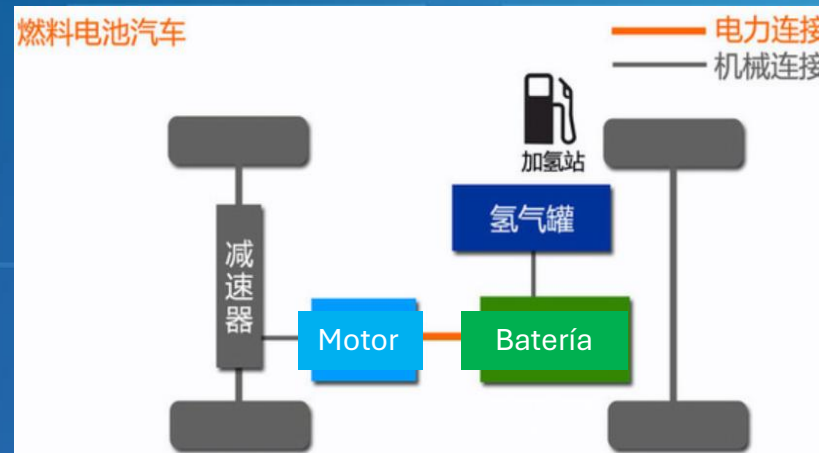 燃料电池汽车
电力连接
机械连接
加氢站
氢气罐
减速器
Motor
Batería